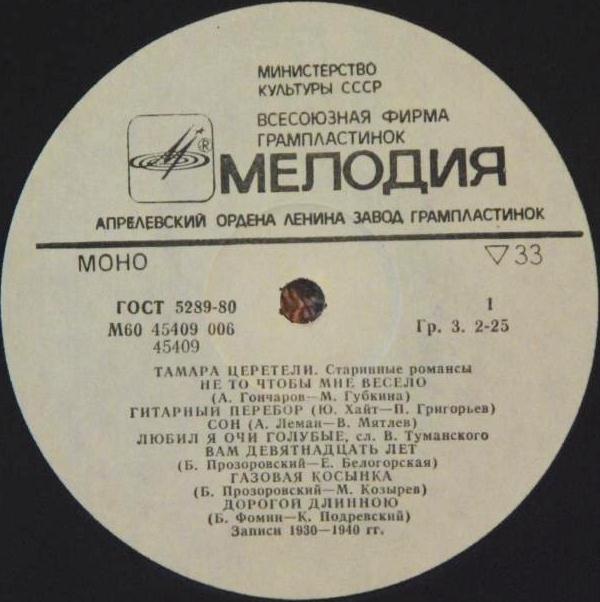 МИНИСТЕРСТВО
КУЛЬТУРЫ СССР
ВСЕСОЮЗНАЯ ФИРМА
ГРАМПЛАСТИНОК
®
МЕЛОДИЯ
АПРЕЛЕВСКИЙ ОРДЕНА ЛЕНИНА ЗАВОД ГРАМПЛАСТИНОК
МОНО
▽33
ГОСТ 5289-80
1
М60 45409 006
Гр. 3. 2-25
45409
ТАМАРА ЦЕРЕТЕЛИ. Старинные романсы
НЕ ТО ЧТОБЫ МНЕ ВЕСЕЛО
(А. Гончаров—М. Губкина)
ГИТАРНЫЙ ПЕРЕБОР (Ю. Хайт—П. Григорьев)
СОН (А. Леман—В. Мятлев)
ЛЮБИЛ Я ОЧИ ГОЛУБЫЕ, сл. В. Туманского
ВАМ ДЕВЯТНАДЦАТЬ ЛЕТ
(Б. Прозоровский—Е. Белогорская)
ГАЗОВАЯ КОСЫНКА
(Б. Прозоровский—М. Козырев)
ДОРОГОЙ ДЛИННОЮ
(Б. Фомин—К. Подревский)
Записи 1930—1940 гг.